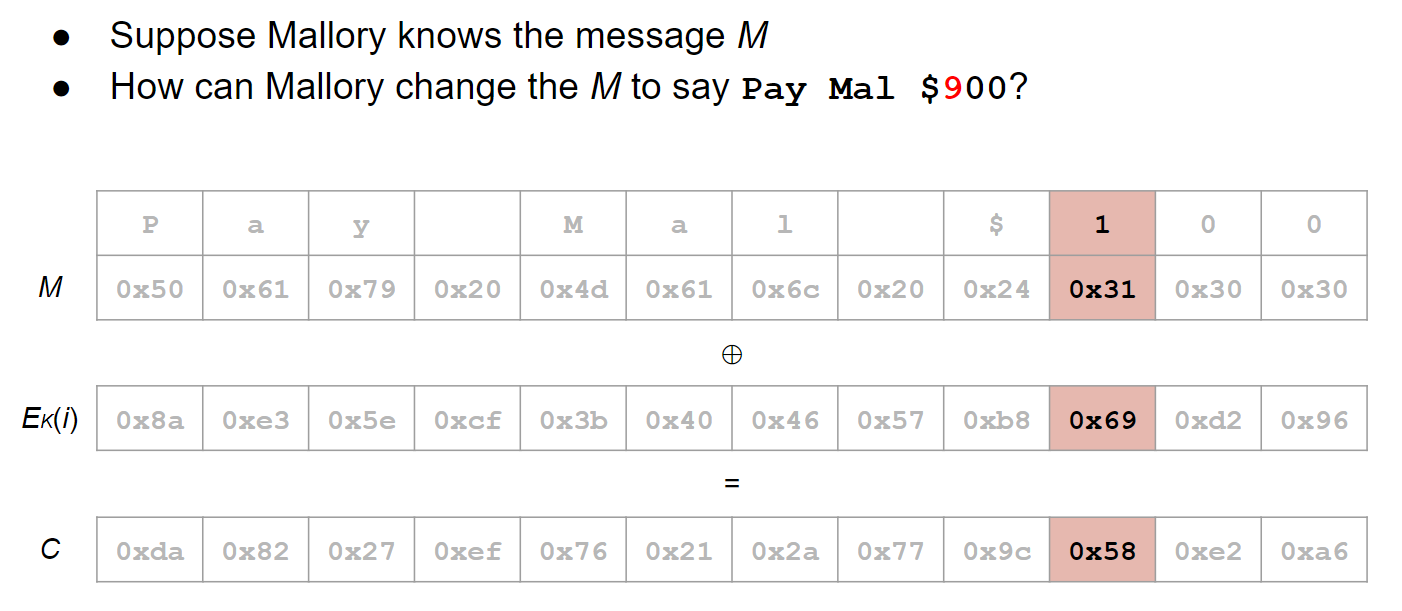 ● Suppose Mallory knows the message M
● How can Mallory change the M to say Pay Mal $900?
P a y M a l $ 1 0 0
M 0x50 0x61 0x79 0x20 0x4d 0x61 0x6c 0x20 0x24 0x31 0x30 0x30
⊕
EK(i) 0x8a 0xe3 0x5e 0xcf 0x3b 0x40 0x46 0x57 0xb8 0x69 0xd2 0x96
=
C 0xda 0x82 0x27 0xef 0x76 0x21 0x2a 0x77 0x9c 0x58 0xe2 0xa6